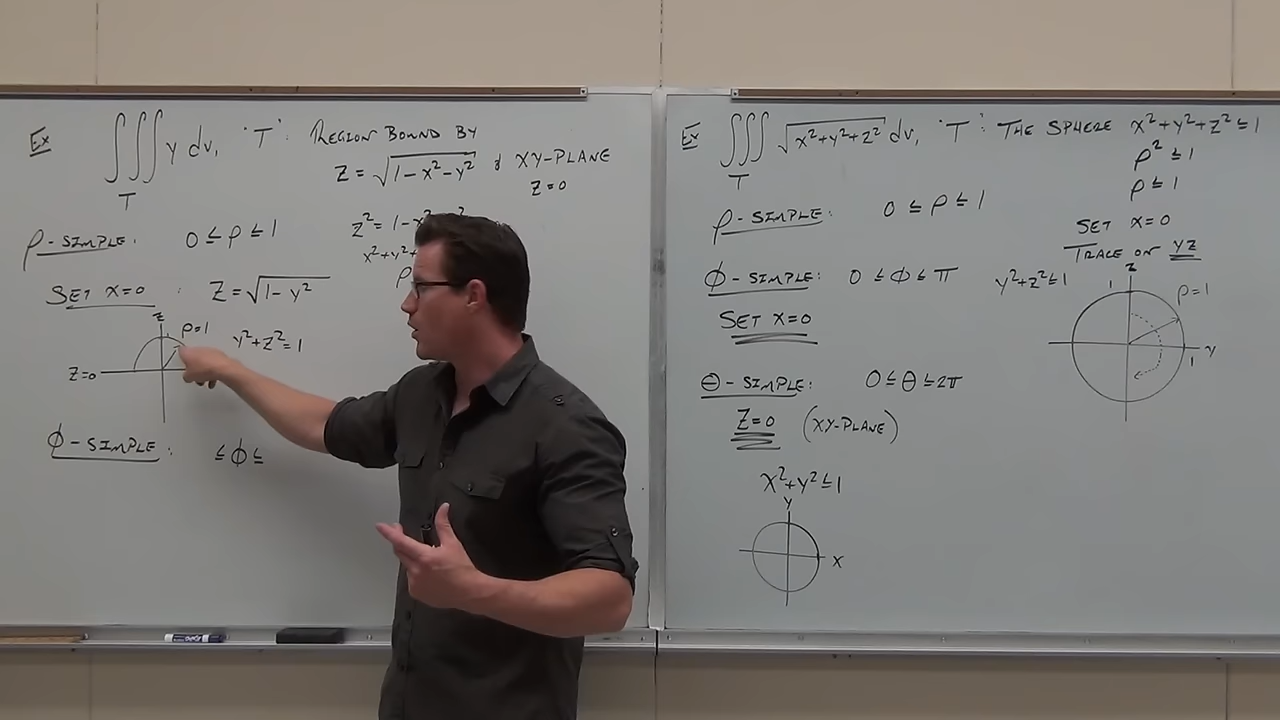 Ex ∭ y dv, "T": REGION BOUND BY
T
z = √(1-x²-y²) & XY-PLANE
z=0
z² = 1-
x²+y²+
ρ
ρ-SIMPLE: 0 ≤ ρ ≤ 1
SET x=0 : z = √(1-y²)
z
ρ=1
y²+z²=1
z=0
ϕ-SIMPLE: ≤ ϕ ≤
Ex ∭ √(x²+y²+z²) dv, "T": THE SPHERE x²+y²+z² ≤ 1
T
ρ² ≤ 1
ρ ≤ 1
ρ-SIMPLE: 0 ≤ ρ ≤ 1
SET x=0
TRACE ON YZ
ϕ-SIMPLE: 0 ≤ ϕ ≤ π
y²+z² ≤ 1
z
1
ρ=1
y
1
SET x=0
θ-SIMPLE: 0 ≤ θ ≤ 2π
z=0 (XY-PLANE)
x²+y² ≤ 1
y
x